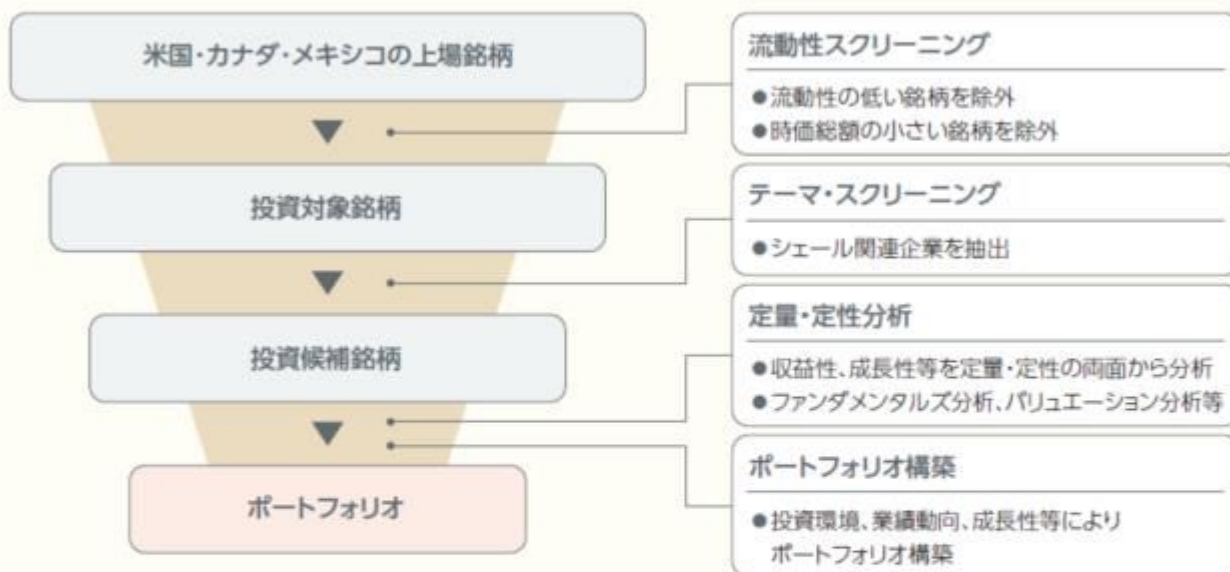 米国・カナダ・メキシコの上場銘柄
流動性スクリーニング
●流動性の低い銘柄を除外
●時価総額の小さい銘柄を除外
投資対象銘柄
テーマ・スクリーニング
●シェール関連企業を抽出
投資候補銘柄
定量・定性分析
●収益性、成長性等を定量・定性の両面から分析
●ファンダメンタルズ分析、バリュエーション分析等
ポートフォリオ
ポートフォリオ構築
●投資環境、業績動向、成長性等により
ポートフォリオ構築